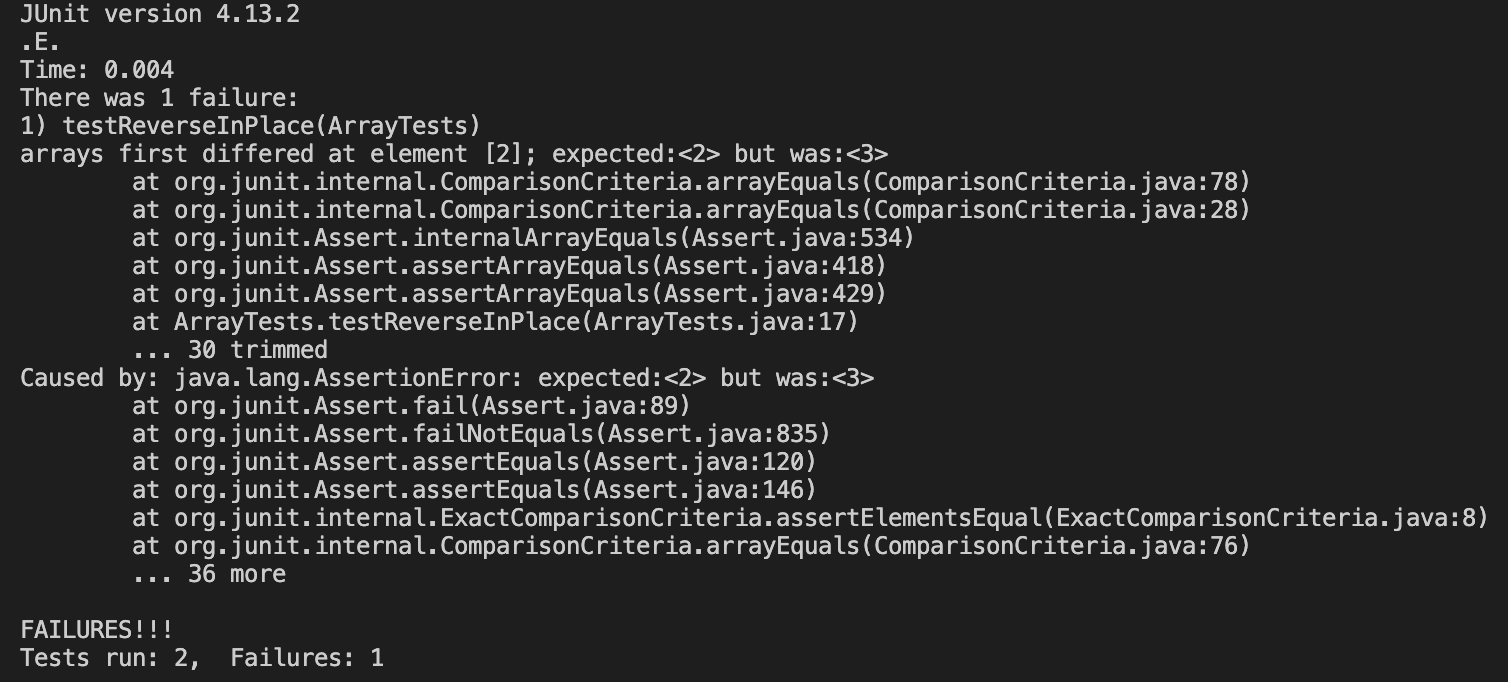 JUnit version 4.13.2
.E.
Time: 0.004
There was 1 failure:
1) testReverseInPlace(ArrayTests)
arrays first differed at element [2]; expected:<2> but was:<3>
        at org.junit.internal.ComparisonCriteria.arrayEquals(ComparisonCriteria.java:78)
        at org.junit.internal.ComparisonCriteria.arrayEquals(ComparisonCriteria.java:28)
        at org.junit.Assert.internalArrayEquals(Assert.java:534)
        at org.junit.Assert.assertArrayEquals(Assert.java:418)
        at org.junit.Assert.assertArrayEquals(Assert.java:429)
        at ArrayTests.testReverseInPlace(ArrayTests.java:17)
        ... 30 trimmed
Caused by: java.lang.AssertionError: expected:<2> but was:<3>
        at org.junit.Assert.fail(Assert.java:89)
        at org.junit.Assert.failNotEquals(Assert.java:835)
        at org.junit.Assert.assertEquals(Assert.java:120)
        at org.junit.Assert.assertEquals(Assert.java:146)
        at org.junit.internal.ExactComparisonCriteria.assertElementsEqual(ExactComparisonCriteria.java:8)
        at org.junit.internal.ComparisonCriteria.arrayEquals(ComparisonCriteria.java:76)
        ... 36 more

FAILURES!!!
Tests run: 2,  Failures: 1